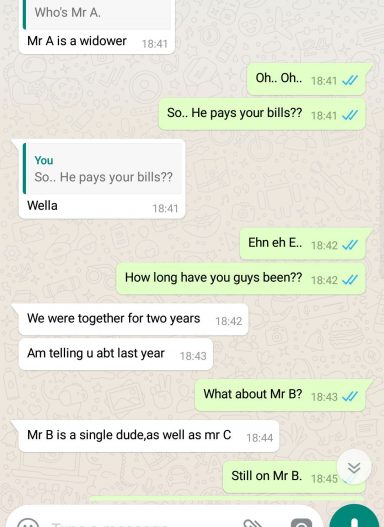 Who's Mr A.
Mr A is a widower 18:41
Oh.. Oh.. 18:41
So.. He pays your bills?? 18:41
You
So.. He pays your bills??
Wella 18:41
Ehn eh E.. 18:42
How long have you guys been?? 18:42
We were together for two years 18:42
Am telling u abt last year 18:43
What about Mr B? 18:43
Mr B is a single dude,as well as mr C 18:44
Still on Mr B. 18:45
Type a message